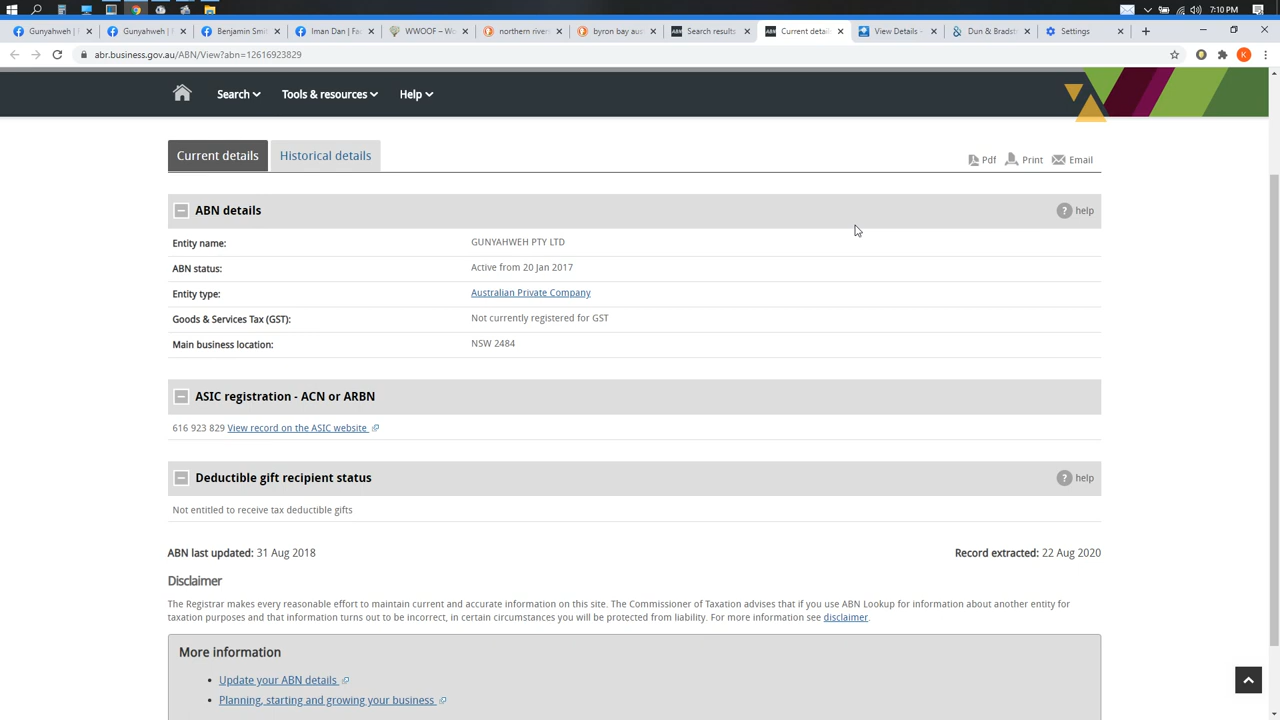 7:10 PM
Gunyahweh |
Gunyahweh |
Benjamin Smi
Iman Dan | Fa
WWOOF – Wo
northern river
byron bay aus
ABN Search results
ABN Current detai
View Details -
Dun & Bradst
Settings
abr.business.gov.au/ABN/View?abn=12616923829
K
Search Tools & resources Help
Current details Historical details
Pdf Print Email
ABN details
? help
Entity name: GUNYAHWEH PTY LTD
ABN status: Active from 20 Jan 2017
Entity type: Australian Private Company
Goods & Services Tax (GST): Not currently registered for GST
Main business location: NSW 2484
ASIC registration - ACN or ARBN
616 923 829 View record on the ASIC website
Deductible gift recipient status
? help
Not entitled to receive tax deductible gifts
ABN last updated: 31 Aug 2018 Record extracted: 22 Aug 2020
Disclaimer
The Registrar makes every reasonable effort to maintain current and accurate information on this site. The Commissioner of Taxation advises that if you use ABN Lookup for information about another entity for
taxation purposes and that information turns out to be incorrect, in certain circumstances you will be protected from liability. For more information see disclaimer.
More information
• Update your ABN details
• Planning, starting and growing your business